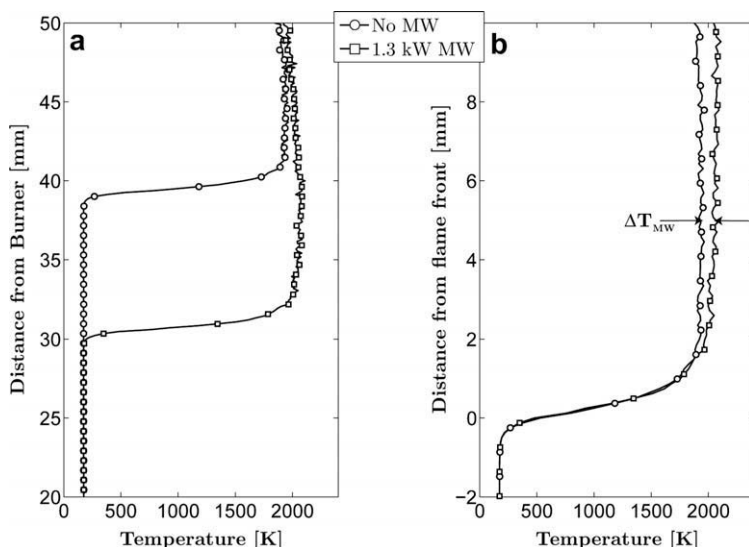 No MW
1.3 kW MW
a
50
45
40
35
30
25
20
0
500
1000
1500
2000
Distance from Burner [mm]
Temperature [K]
b
8
6
4
2
0
−2
0
500
1000
1500
2000
Distance from flame front [mm]
Temperature [K]
ΔT_MW